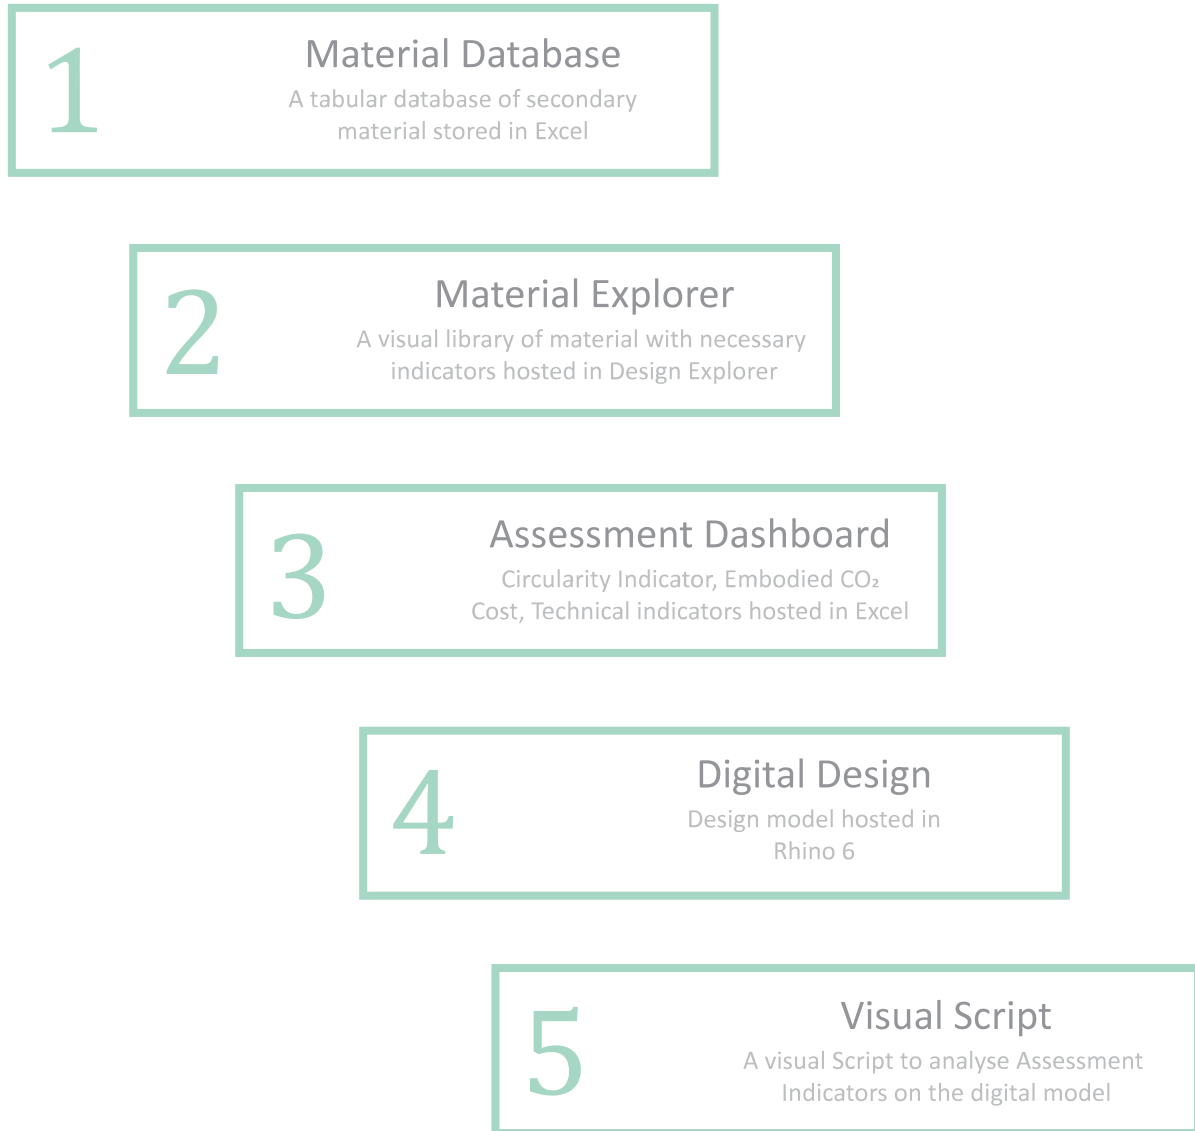 1
Material Database
A tabular database of secondary
material stored in Excel
2
Material Explorer
A visual library of material with necessary
indicators hosted in Design Explorer
3
Assessment Dashboard
Circularity Indicator, Embodied CO₂
Cost, Technical indicators hosted in Excel
4
Digital Design
Design model hosted in
Rhino 6
5
Visual Script
A visual Script to analyse Assessment
Indicators on the digital model